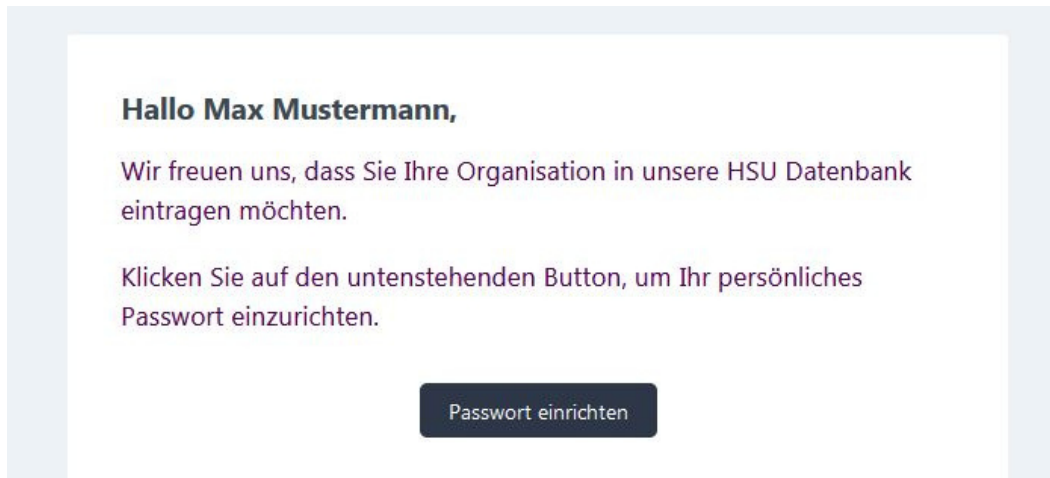 Hallo Max Mustermann,
Wir freuen uns, dass Sie Ihre Organisation in unsere HSU Datenbank
eintragen möchten.
Klicken Sie auf den untenstehenden Button, um Ihr persönliches
Passwort einzurichten.
Passwort einrichten